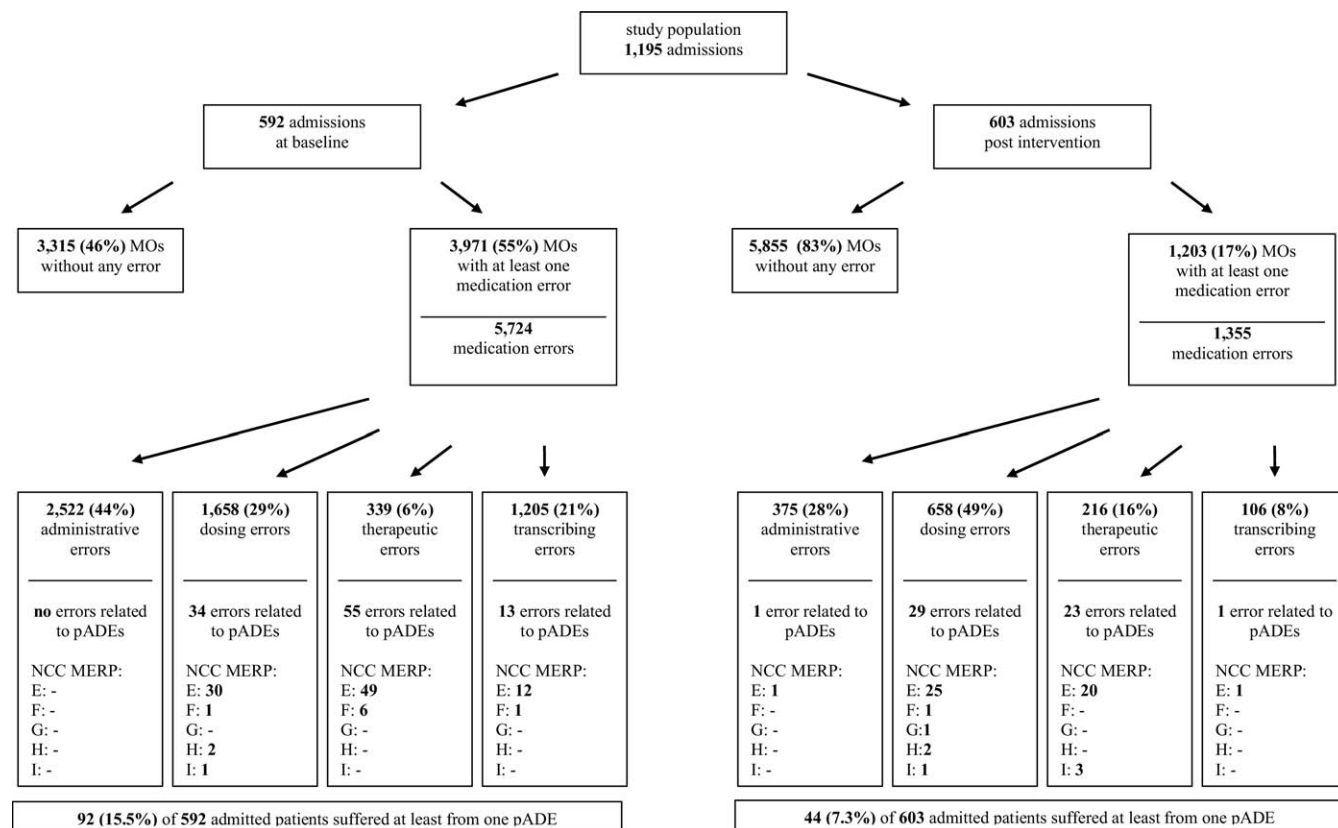 study population
1,195 admissions
592 admissions
at baseline
603 admissions
post intervention
3,315 (46%) MOs
without any error
3,971 (55%) MOs
with at least one
medication error
5,724
medication errors
5,855 (83%) MOs
without any error
1,203 (17%) MOs
with at least one
medication error
1,355
medication errors
2,522 (44%)
administrative
errors
no errors related
to pADEs
NCC MERP:
E: -
F: -
G: -
H: -
I: -
1,658 (29%)
dosing errors
34 errors related
to pADEs
NCC MERP:
E: 30
F: 1
G: -
H: 2
I: 1
339 (6%)
therapeutic
errors
55 errors related
to pADEs
NCC MERP:
E: 49
F: 6
G: -
H: -
I: -
1,205 (21%)
transcribing
errors
13 errors related
to pADEs
NCC MERP:
E: 12
F: 1
G: -
H: -
I: -
375 (28%)
administrative
errors
1 error related to
pADEs
NCC MERP:
E: 1
F: -
G: -
H: -
I: -
658 (49%)
dosing errors
29 errors related
to pADEs
NCC MERP:
E: 25
F: 1
G:1
H:2
I: 1
216 (16%)
therapeutic
errors
23 errors related
to pADEs
NCC MERP:
E: 20
F: -
G: -
H: -
I: 3
106 (8%)
transcribing
errors
1 error related to
pADEs
NCC MERP:
E: 1
F: -
G: -
H: -
I: -
92 (15.5%) of 592 admitted patients suffered at least from one pADE
44 (7.3%) of 603 admitted patients suffered at least from one pADE